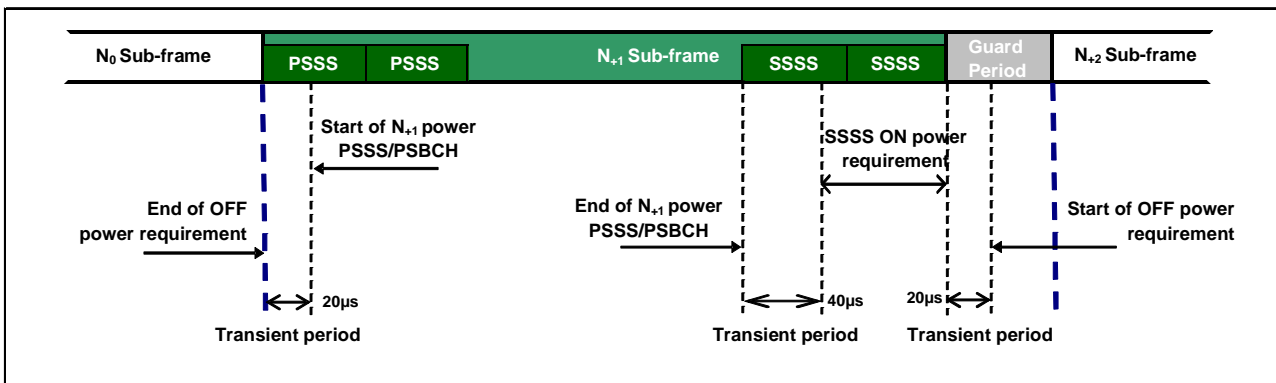 N0 Sub-frame
PSSS
PSSS
N+1 Sub-frame
SSSS
SSSS
Guard
Period
N+2 Sub-frame
Start of N+1 power
PSSS/PSBCH
SSSS ON power
requirement
End of OFF
power requirement
End of N+1 power
PSSS/PSBCH
Start of OFF power
requirement
20µs
40µs
20µs
Transient period
Transient period
Transient period